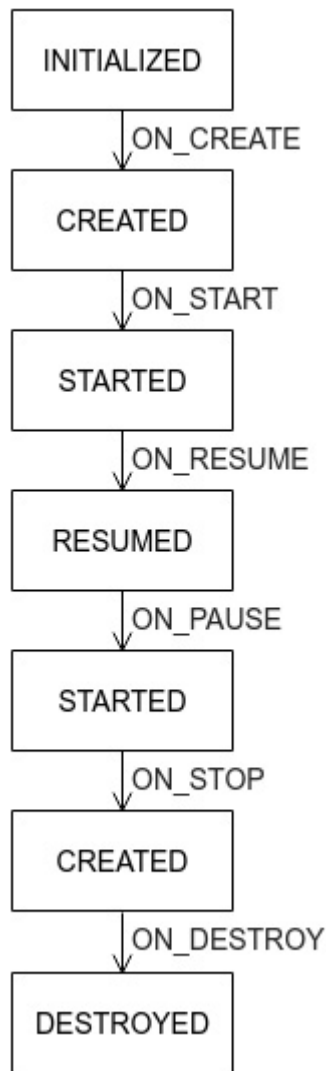 INITIALIZED
ON_CREATE
CREATED
ON_START
STARTED
ON_RESUME
RESUMED
ON_PAUSE
STARTED
ON_STOP
CREATED
ON_DESTROY
DESTROYED